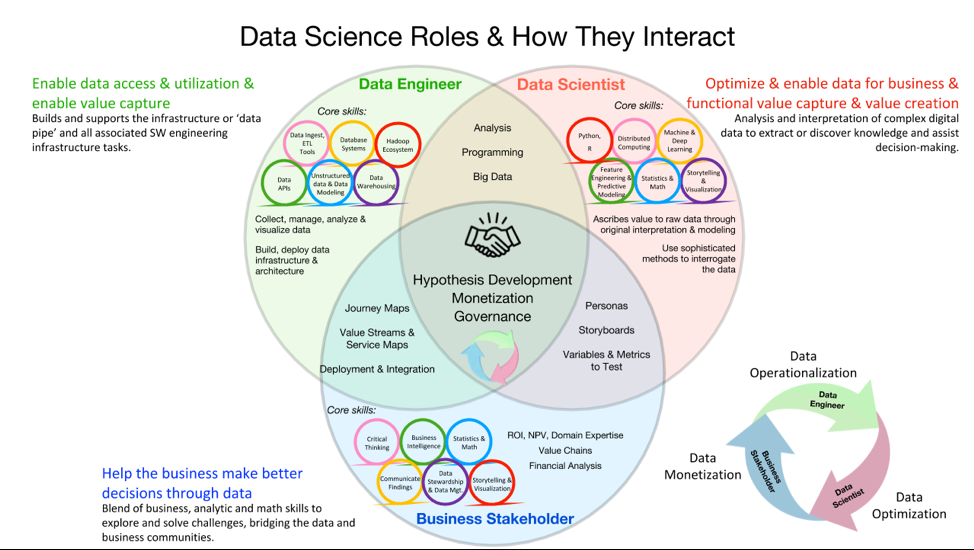 Data Science Roles & How They Interact
Enable data access & utilization &
enable value capture
Builds and supports the infrastructure or ‘data
pipe’ and all associated SW engineering
infrastructure tasks.
Data Engineer
Core skills:
Data Ingest,
ETL
Tools
Database
Systems
Hadoop
Ecosystem
Data
APIs
Unstructured
data & Data
Modeling
Data
Warehousing
Collect, manage, analyze &
visualize data
Build, deploy data
infrastructure &
architecture
Analysis
Programming
Big Data
Data Scientist
Core skills:
Python,
R
Distributed
Computing
Machine &
Deep
Learning
Feature
Engineering &
Predictive
Modeling
Statistics &
Math
Storytelling
&
Visualization
Ascribes value to raw data through
original interpretation & modeling
Use sophisticated
methods to interrogate
the data
Optimize & enable data for business &
functional value capture & value creation
Analysis and interpretation of complex digital
data to extract or discover knowledge and assist
decision-making.
Hypothesis Development
Monetization
Governance
Journey Maps
Value Streams &
Service Maps
Deployment & Integration
Personas
Storyboards
Variables & Metrics
to Test
Core skills:
Critical
Thinking
Business
Intelligence
Statistics &
Math
Communicate
Findings
Data
Stewardship
& Data Mgt.
Storytelling &
Visualization
ROI, NPV, Domain Expertise
Value Chains
Financial Analysis
Business Stakeholder
Help the business make better
decisions through data
Blend of business, analytic and math skills to
explore and solve challenges, bridging the data and
business communities.
Data
Operationalization
Data
Engineer
Data
Monetization
Business
Stakeholder
Data
Scientist
Data
Optimization